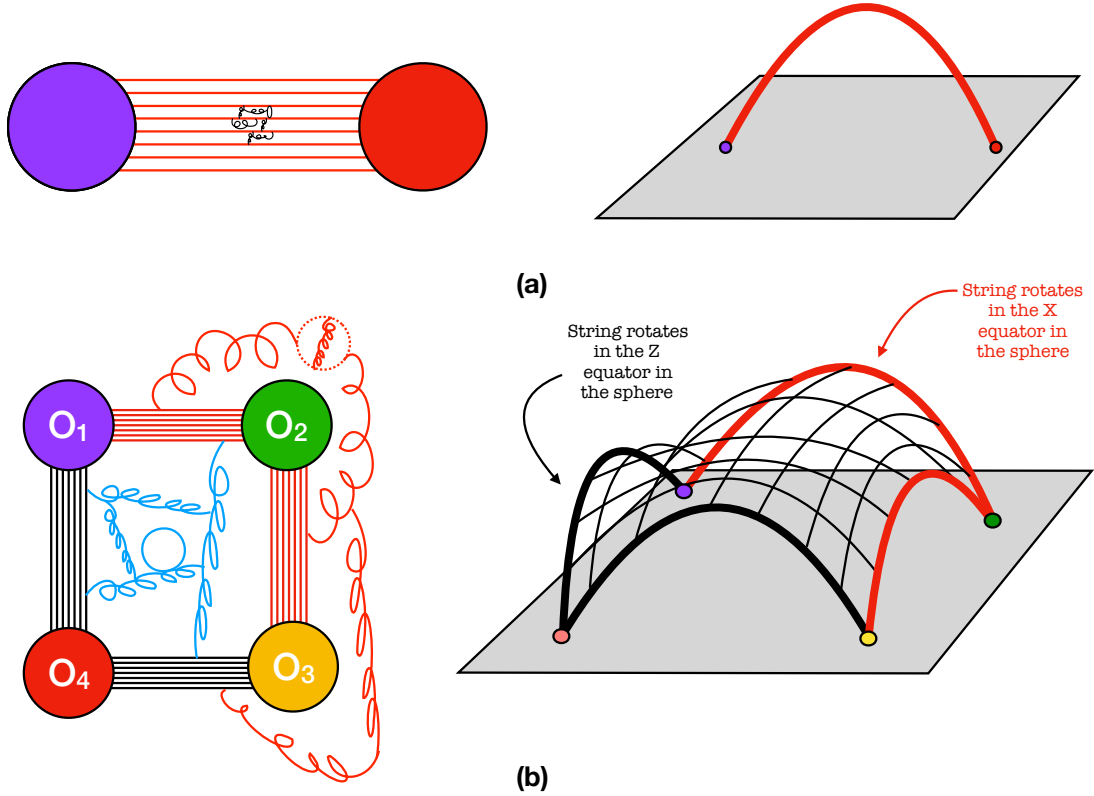 (a)
String rotates
in the Z
equator in
the sphere
String rotates
in the X
equator in
the sphere
O1
O2
O4
O3
(b)